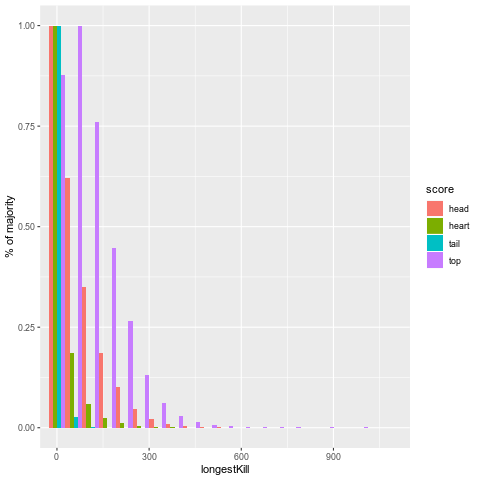 1.00
0.75
0.50
0.25
0.00
% of majority
0
300
600
900
longestKill
score
head
heart
tail
top